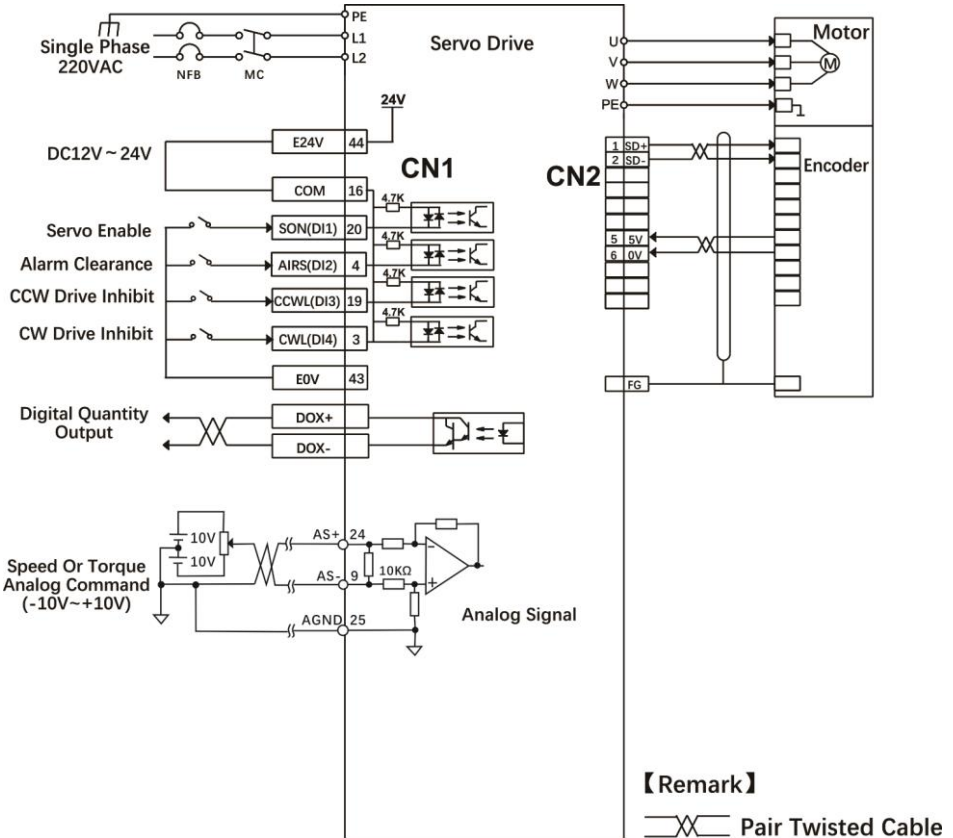 PE
Single Phase
220VAC
NFB
MC
L1
L2
Servo Drive
U
V
W
PE
Motor
M
24V
DC12V～24V
E24V 44
COM 16
CN1
4.7K
Servo Enable
SON(DI1) 20
4.7K
Alarm Clearance
AIRS(DI2) 4
4.7K
CCW Drive Inhibit
CCWL(DI3) 19
4.7K
CW Drive Inhibit
CWL(DI4) 3
E0V 43
CN2
1 SD+
2 SD-
5 5V
6 0V
FG
Encoder
Digital Quantity
Output
DOX+
DOX-
Speed Or Torque
Analog Command
(-10V~+10V)
10V
10V
AS+ 24
AS- 9
AGND 25
10KΩ
-
+
Analog Signal
【Remark】
Pair Twisted Cable